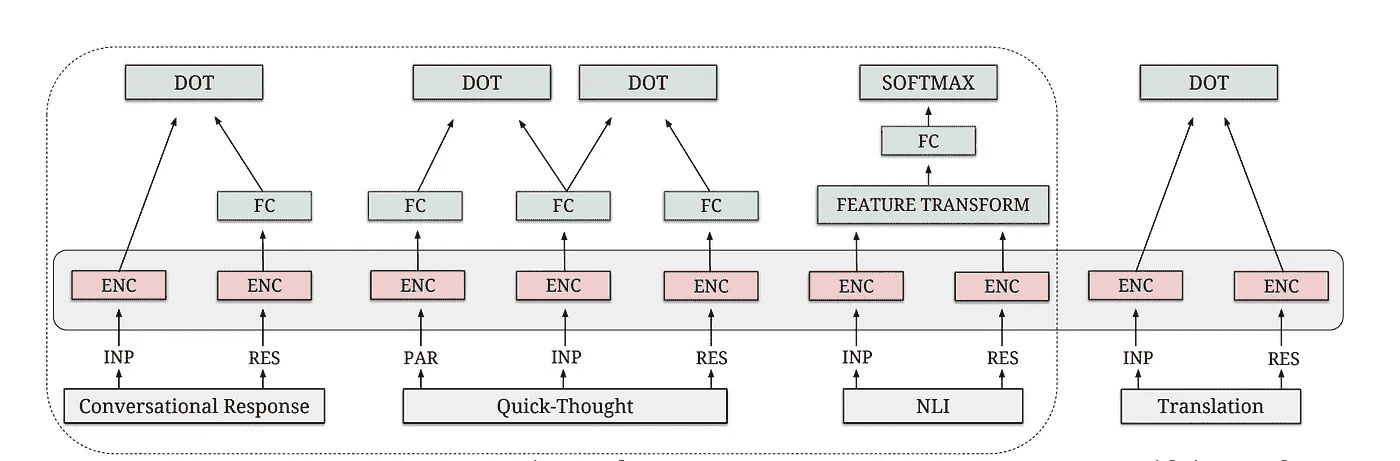 DOT DOT DOT SOFTMAX DOT
FC
FC FC FC FC FEATURE TRANSFORM
ENC ENC ENC ENC ENC ENC ENC ENC ENC
INP RES PAR INP RES INP RES INP RES
Conversational Response Quick-Thought NLI Translation